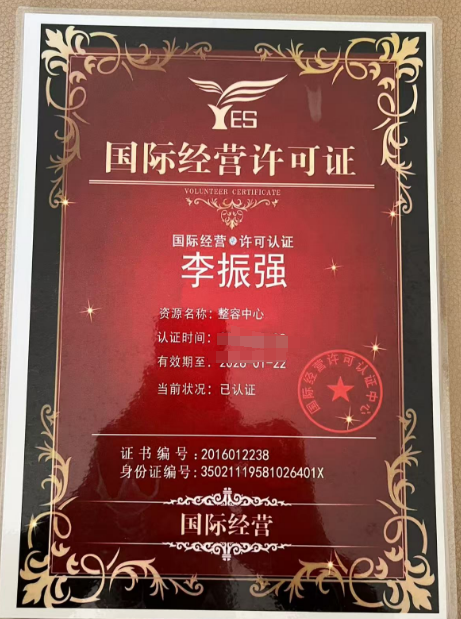 YES
国际经营许可证
VOLUNTEER CERTIFICATE
国际经营 许可认证
李振强
资源名称：整容中心
认证时间：
有效期至：2020-01-22
当前状况：已认证
国际经营许可认证中心
证书编号：2016012238
身份证编号：35021119581026401X
国际经营